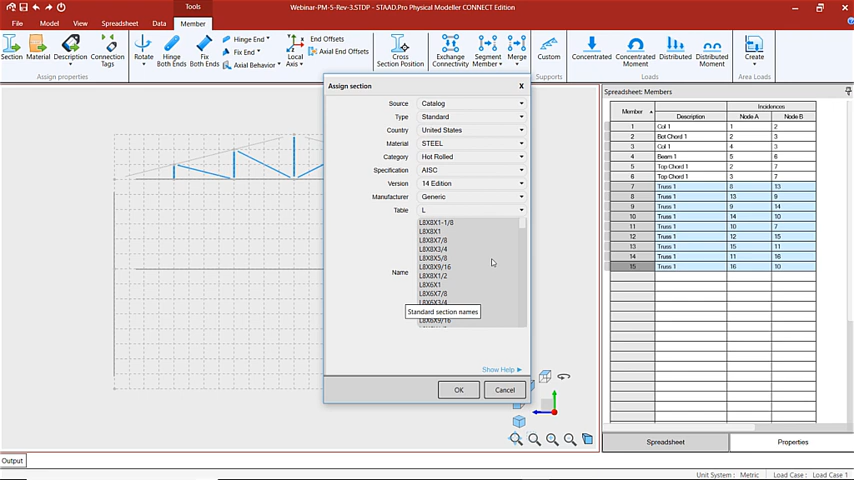 Webinar-PM-5-Rev-3.STDP - STAAD.Pro Physical Modeller CONNECT Edition
Tools
File Model View Spreadsheet Data Member
Section Material Description Connection Tags
Assign properties
Rotate Hinge Both Ends Fix Both Ends
Hinge End
Fix End
Axial Behavior
Local Axis
End Offsets
Axial End Offsets
Cross Section Position
Exchange Connectivity Segment Member Merge
Custom
Supports
Concentrated Concentrated Moment Distributed Distributed Moment
Loads
Create
Area Loads
Assign section
X
Source Catalog
Type Standard
Country United States
Material STEEL
Category Hot Rolled
Specification AISC
Version 14 Edition
Manufacturer Generic
Table L
Name
L8X8X1-1/8
L8X8X1
L8X8X7/8
L8X8X3/4
L8X8X5/8
L8X8X9/16
L8X8X1/2
L8X6X1
L8X6X7/8
L8X6X3/4
Standard section names
L8X6X9/16
Show Help
OK Cancel
Spreadsheet: Members
Member Description Incidences
Node A Node B
1 Col 1 1 2
2 Bot Chord 1 2 3
3 Col 1 4 3
4 Beam 1 5 6
5 Top Chord 1 2 7
6 Top Chord 1 3 7
7 Truss 1 8 13
8 Truss 1 13 9
9 Truss 1 9 14
10 Truss 1 14 10
11 Truss 1 10 7
12 Truss 1 12 15
13 Truss 1 15 11
14 Truss 1 11 16
15 Truss 1 16 10
Spreadsheet Properties
Output
Unit System : Metric Load Case : Load Case 1